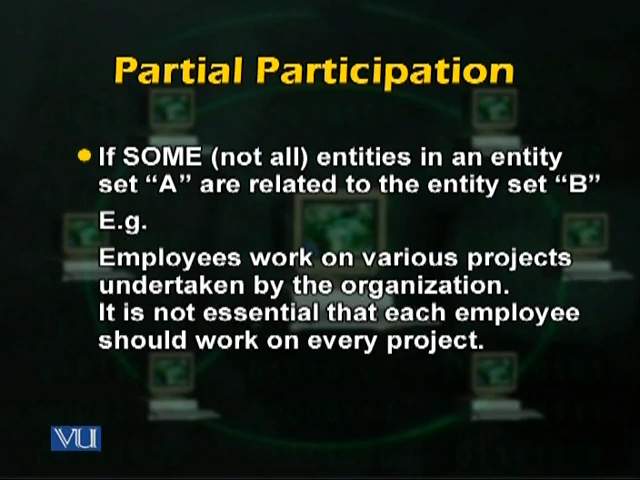 Partial Participation
If SOME (not all) entities in an entity
set “A” are related to the entity set “B”
E.g.
Employees work on various projects
undertaken by the organization.
It is not essential that each employee
should work on every project.
VU